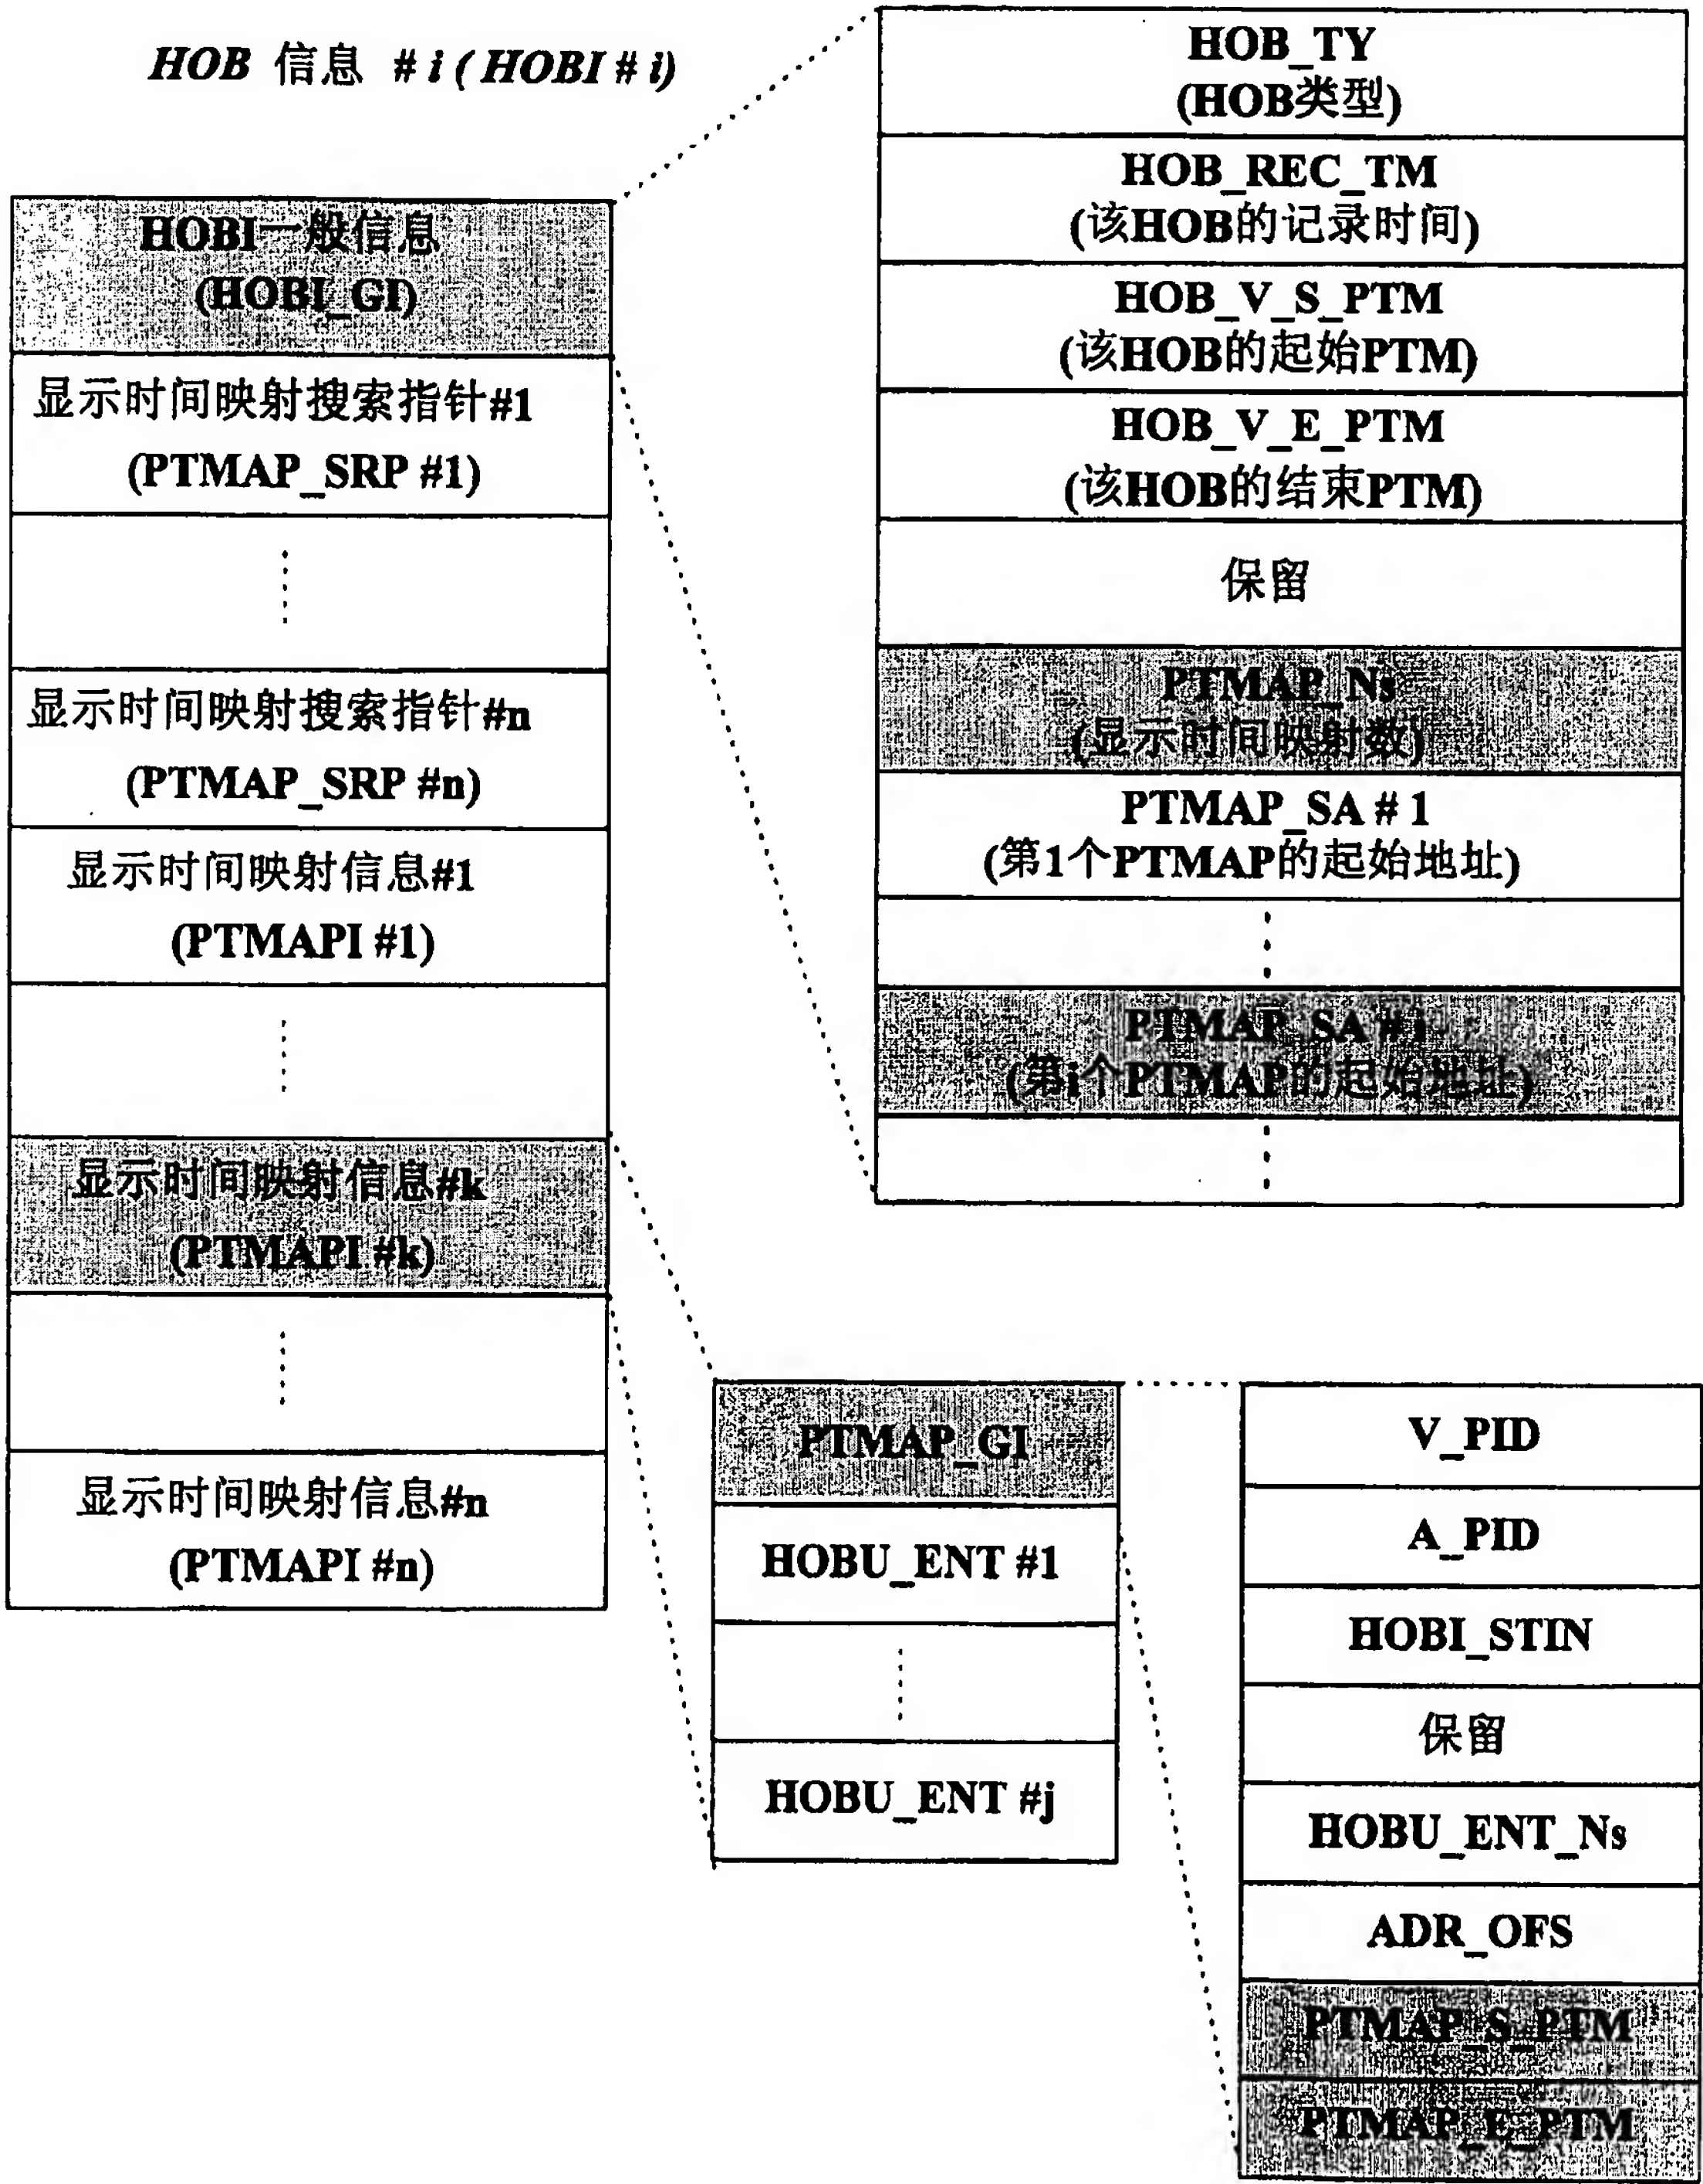 HOB 信息 # i ( HOBI # i)
HOBI一般信息
(HOBI_GI)
显示时间映射搜索指针#1
(PTMAP_SRP #1)
显示时间映射搜索指针#n
(PTMAP_SRP #n)
显示时间映射信息#1
(PTMAPI #1)
显示时间映射信息#k
(PTMAPI #k)
显示时间映射信息#n
(PTMAPI #n)
HOB_TY
(HOB类型)
HOB_REC_TM
(该HOB的记录时间)
HOB_V_S_PTM
(该HOB的起始PTM)
HOB_V_E_PTM
(该HOB的结束PTM)
保留
PTMAP_Ns
(显示时间映射数)
PTMAP_SA # 1
(第1个PTMAP的起始地址)
PTMAP_SA # i
(第i个PTMAP的起始地址)
PTMAP_GI
HOBU_ENT #1
HOBU_ENT #j
V_PID
A_PID
HOBI_STIN
保留
HOBU_ENT_Ns
ADR_OFS
PTMAP_S_PTM
PTMAP_E_PTM